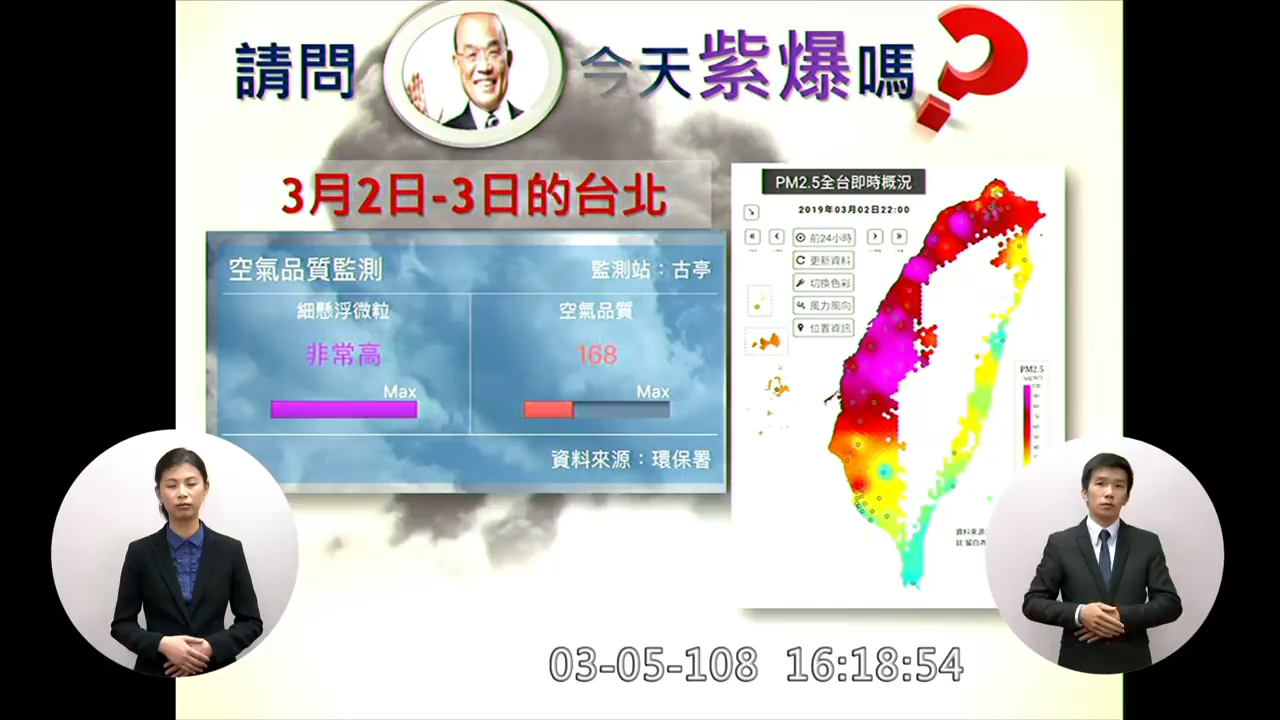 請問 今天紫爆嗎?
3月2日-3日的台北
空氣品質監測
監測站：古亭
細懸浮微粒
空氣品質
非常高
168
Max
Max
資料來源：環保署
PM2.5全台即時概況
2019年03月02日22:00
前24小時
更新資料
切換色彩
風力風向
位置資訊
PM2.5
資料來源
03-05-108 16:18:54